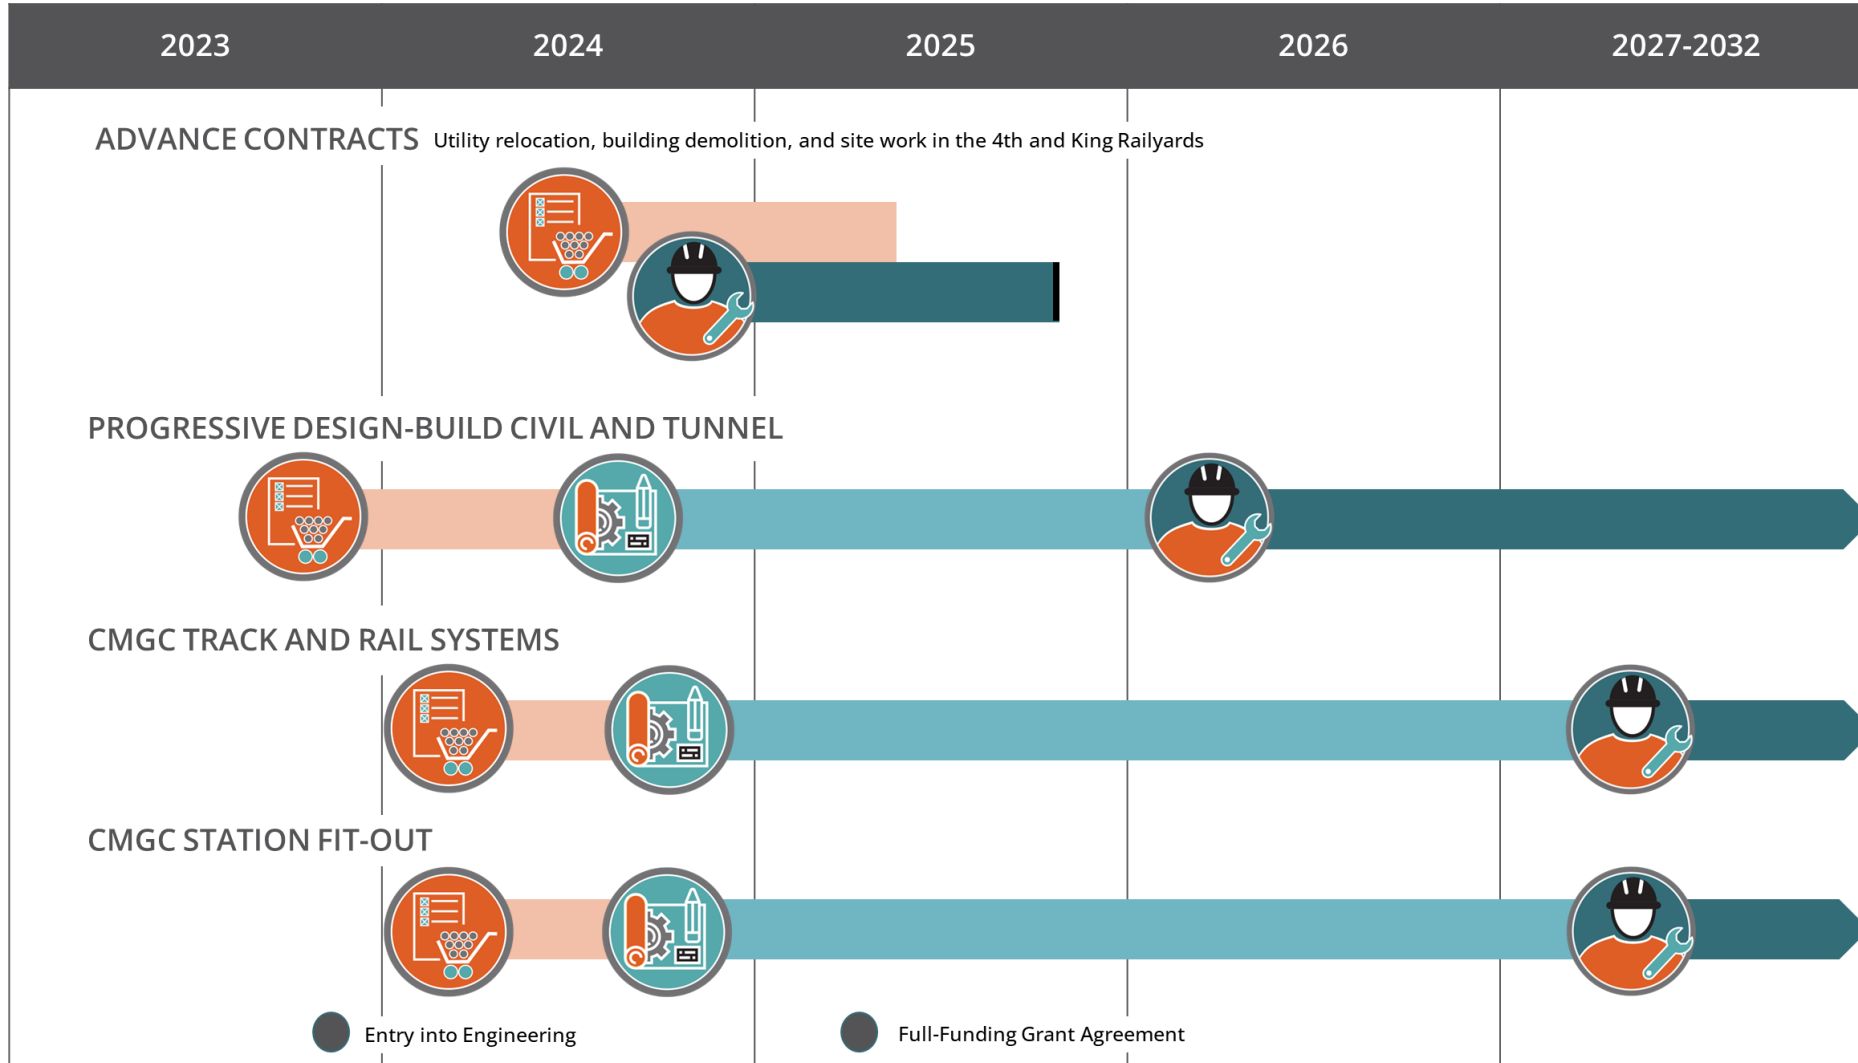 2023 2024 2025 2026 2027-2032
ADVANCE CONTRACTS Utility relocation, building demolition, and site work in the 4th and King Railyards
PROGRESSIVE DESIGN-BUILD CIVIL AND TUNNEL
CMGC TRACK AND RAIL SYSTEMS
CMGC STATION FIT-OUT
Entry into Engineering Full-Funding Grant Agreement